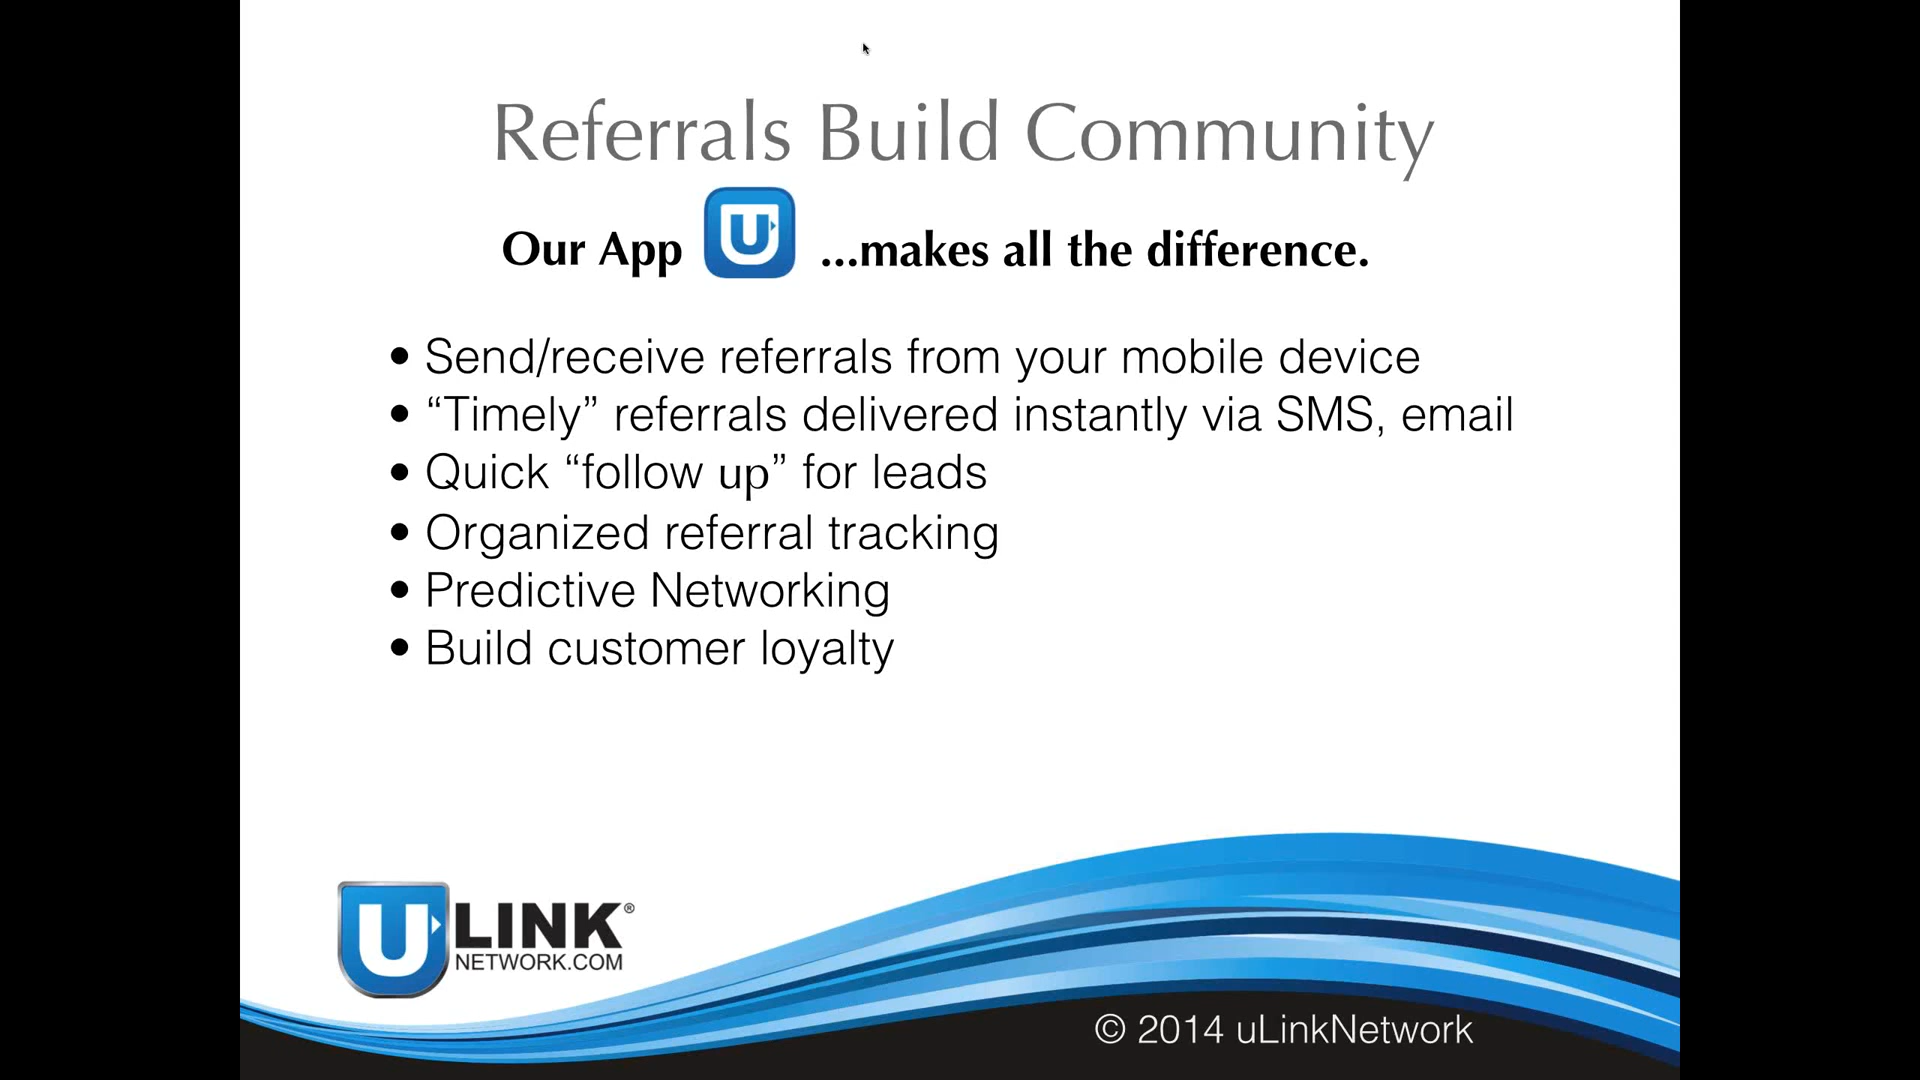 Referrals Build Community
Our App U ...makes all the difference.
• Send/receive referrals from your mobile device
• “Timely” referrals delivered instantly via SMS, email
• Quick “follow up” for leads
• Organized referral tracking
• Predictive Networking
• Build customer loyalty
U LINK®
NETWORK.COM
© 2014 uLinkNetwork